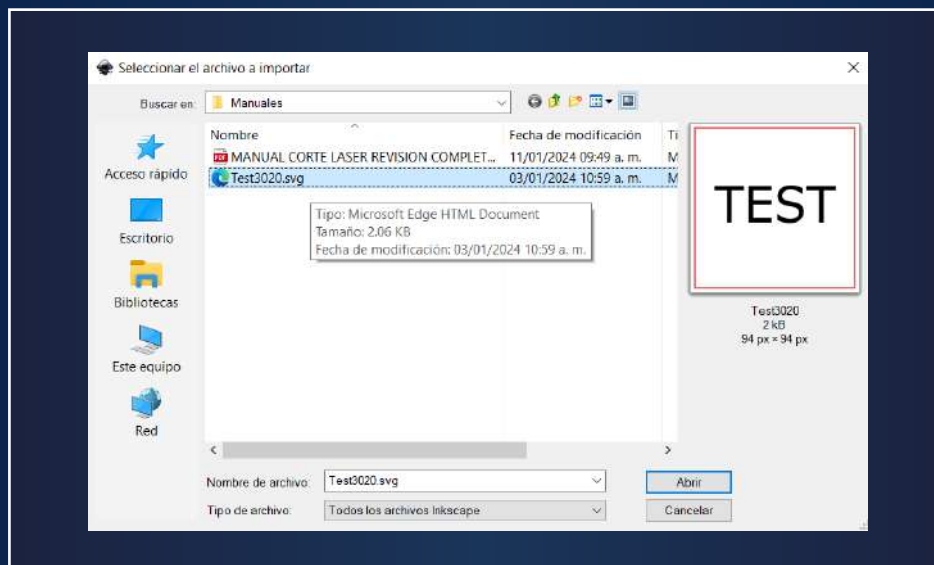 Seleccionar el archivo a importar
Buscar en:
Manuales
Nombre
Fecha de modificación
Ti
MANUAL CORTE LASER REVISION COMPLET...
11/01/2024 09:49 a. m.
M
Test3020.svg
03/01/2024 10:59 a. m.
M
Tipo: Microsoft Edge HTML Document
Tamaño: 2.06 KB
Fecha de modificación: 03/01/2024 10:59 a. m.
Acceso rápido
Escritorio
Bibliotecas
Este equipo
Red
TEST
Test3020
2 kB
94 px × 94 px
Nombre de archivo:
Test3020.svg
Abrir
Tipo de archivo:
Todos los archivos Inkscape
Cancelar